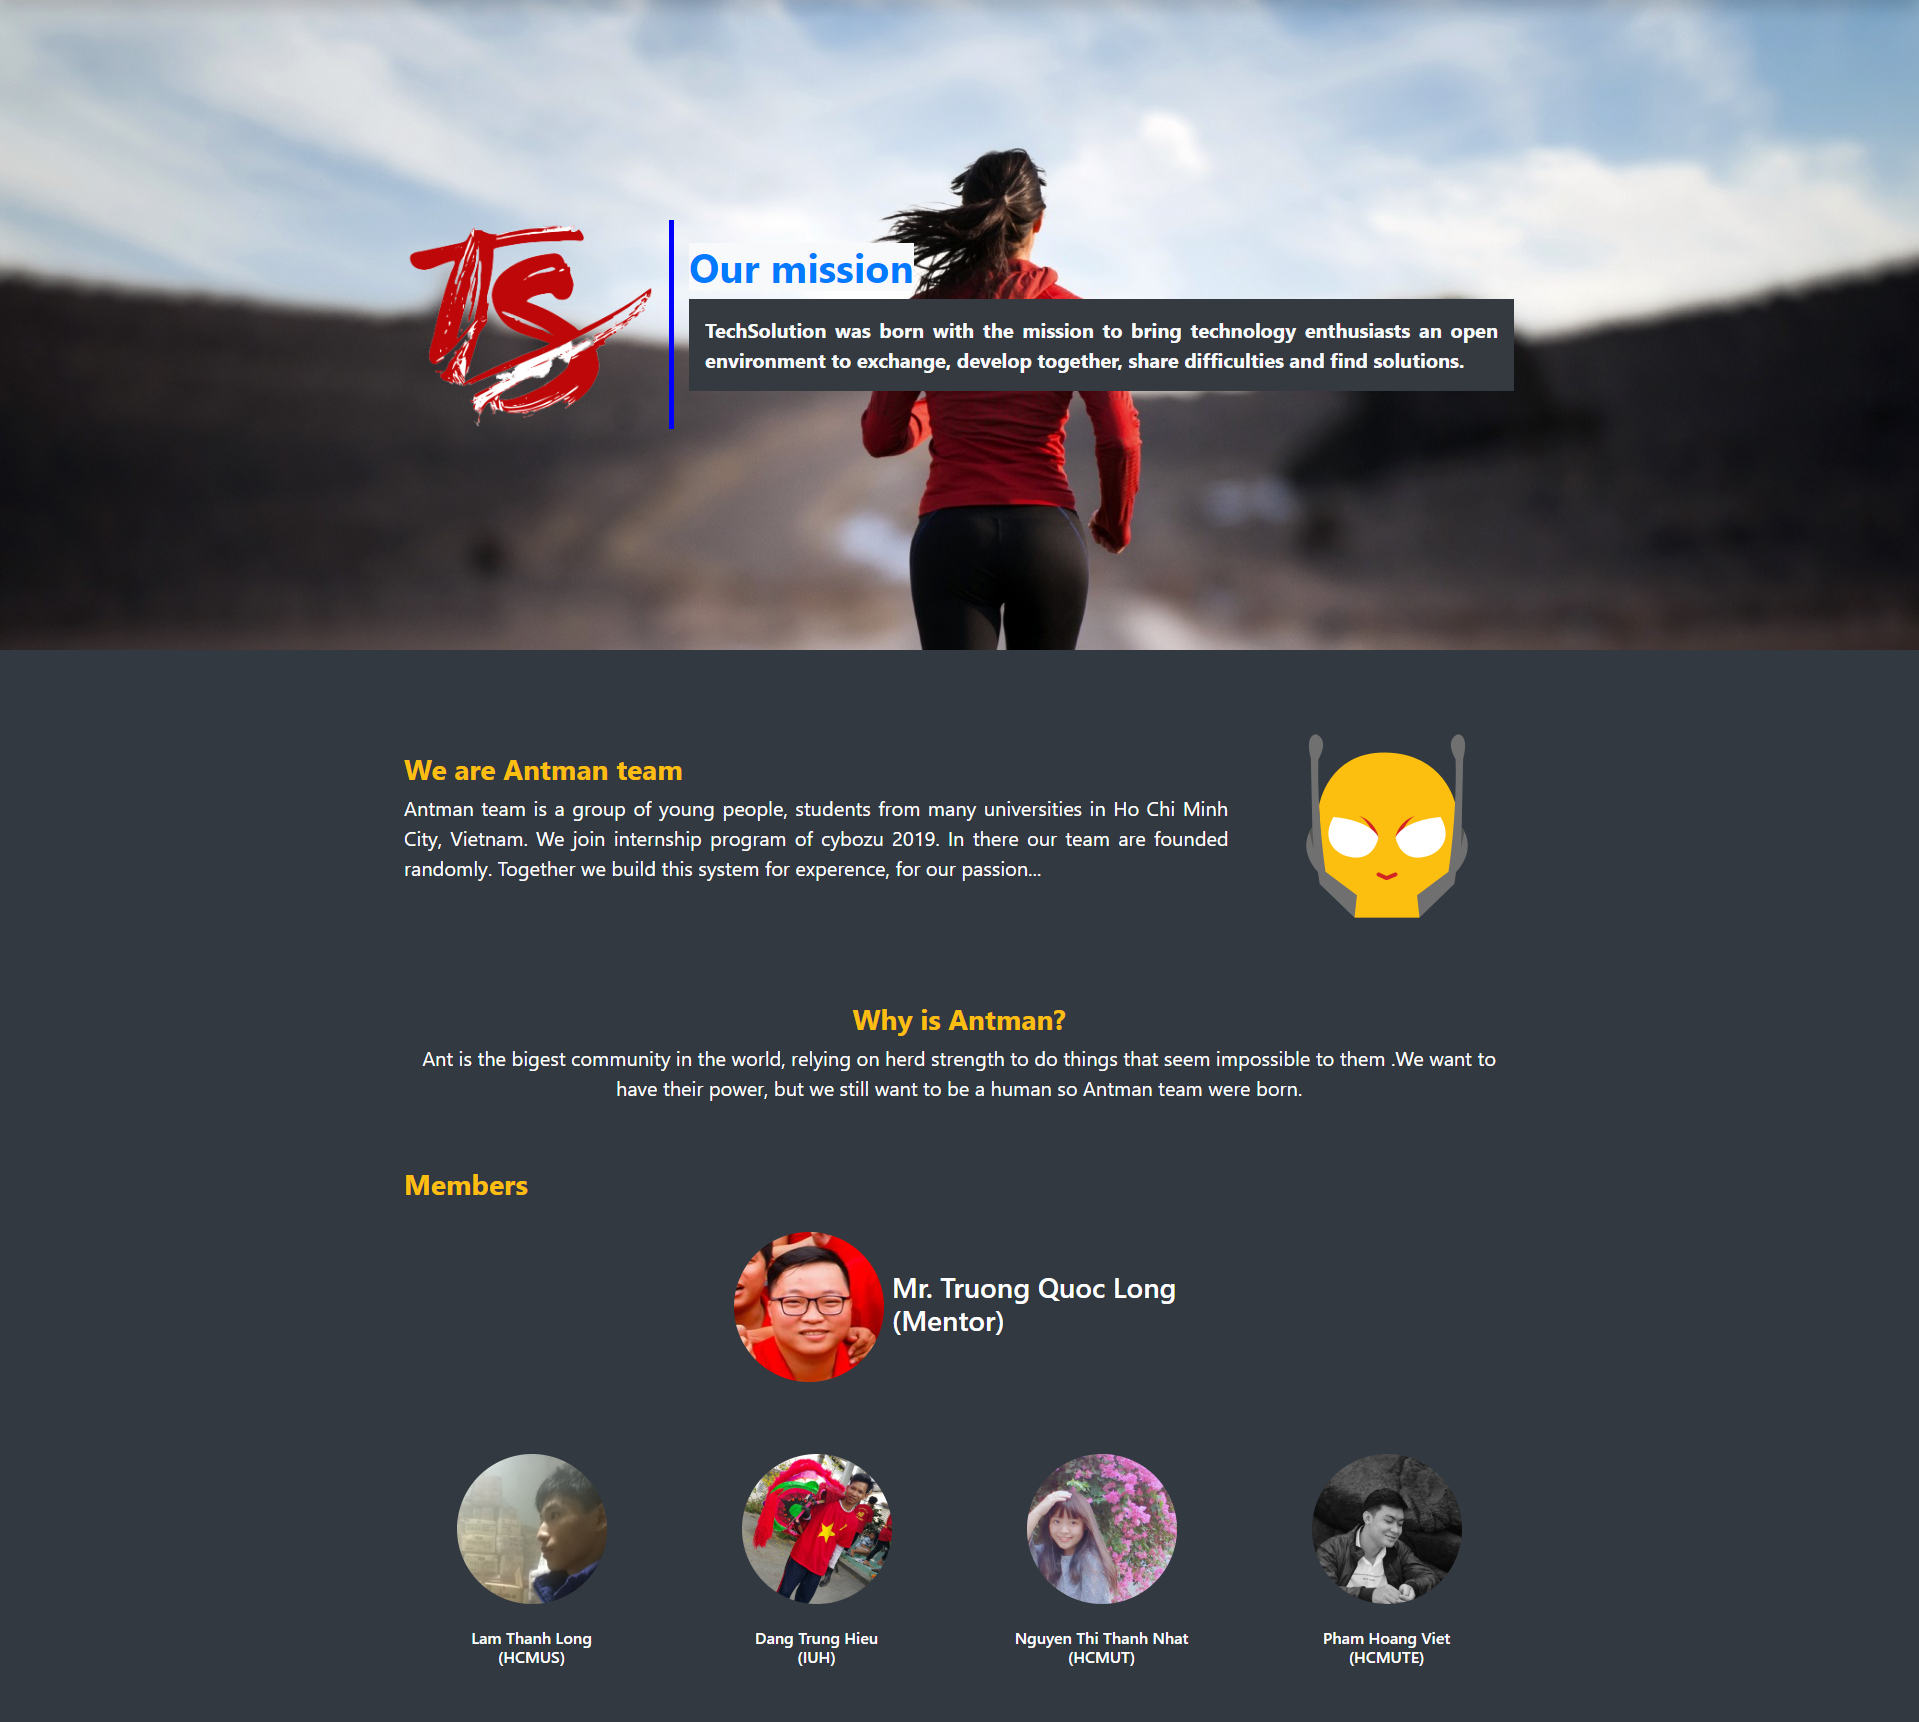 TS
Our mission
TechSolution was born with the mission to bring technology enthusiasts an open
environment to exchange, develop together, share difficulties and find solutions.
We are Antman team
Antman team is a group of young people, students from many universities in Ho Chi Minh
City, Vietnam. We join internship program of cybozu 2019. In there our team are founded
randomly. Together we build this system for experence, for our passion...
Why is Antman?
Ant is the bigest community in the world, relying on herd strength to do things that seem impossible to them .We want to
have their power, but we still want to be a human so Antman team were born.
Members
Mr. Truong Quoc Long
(Mentor)
Lam Thanh Long
(HCMUS)
Dang Trung Hieu
(IUH)
Nguyen Thi Thanh Nhat
(HCMUT)
Pham Hoang Viet
(HCMUTE)